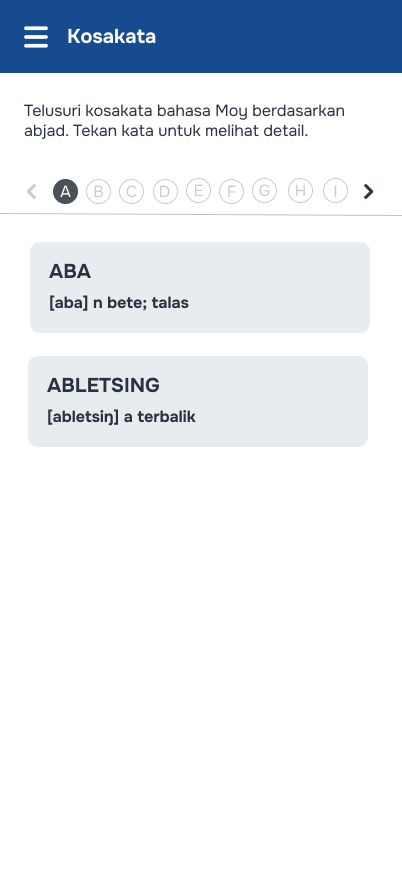 Kosakata
Telusuri kosakata bahasa Moy berdasarkan
abjad. Tekan kata untuk melihat detail.
A B C D E F G H I
ABA
[aba] n bete; talas
ABLETSING
[abletsiŋ] a terbalik